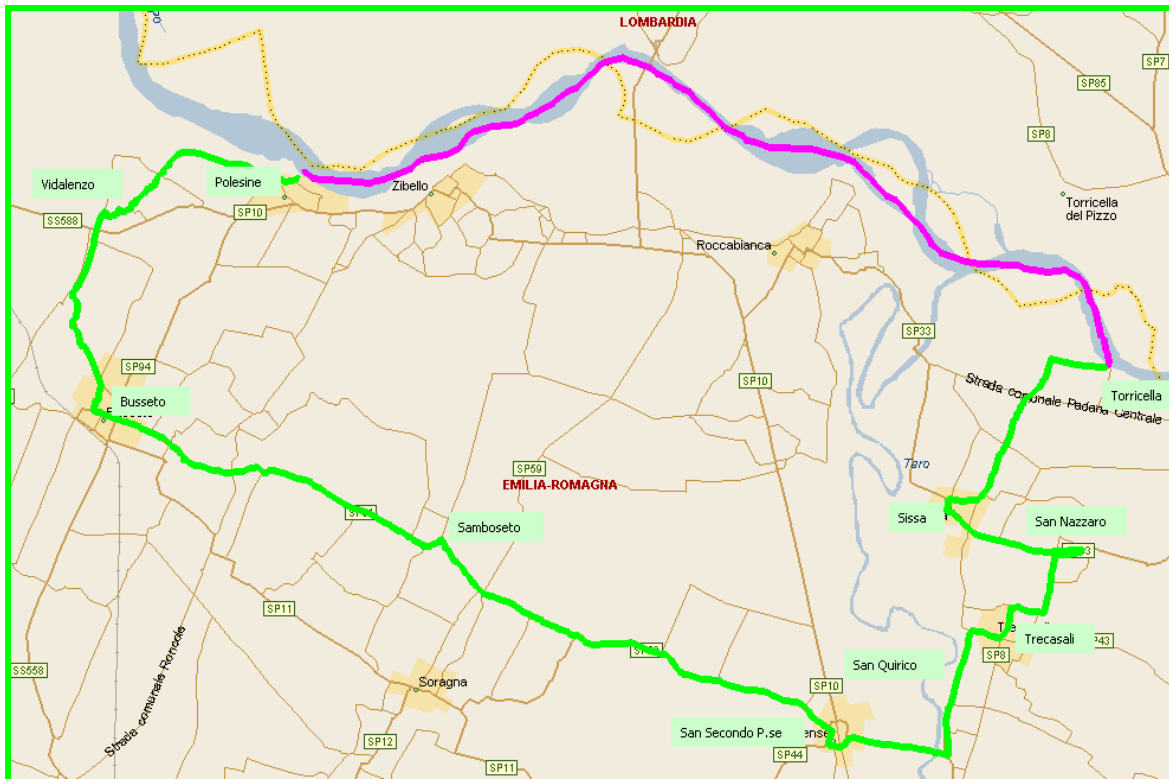 LOMBARDIA
SP7
SP85
SP8
Vidalenzo
Polesine
Zibello
SS588
SP10
Torricella
del Pizzo
Roccabianca
SP33
SP94
SP10
Busseto
Strada comunale Padana Centrale
Torricella
SP59
EMILIA-ROMAGNA
Taro
Samboseto
Sissa
San Nazzaro
SP11
Trecasali
SP43
SP8
San Quirico
SS558
Strada comunale Roncole
Soragna
SP10
San Secondo P.se
SP12
SP44
SP11